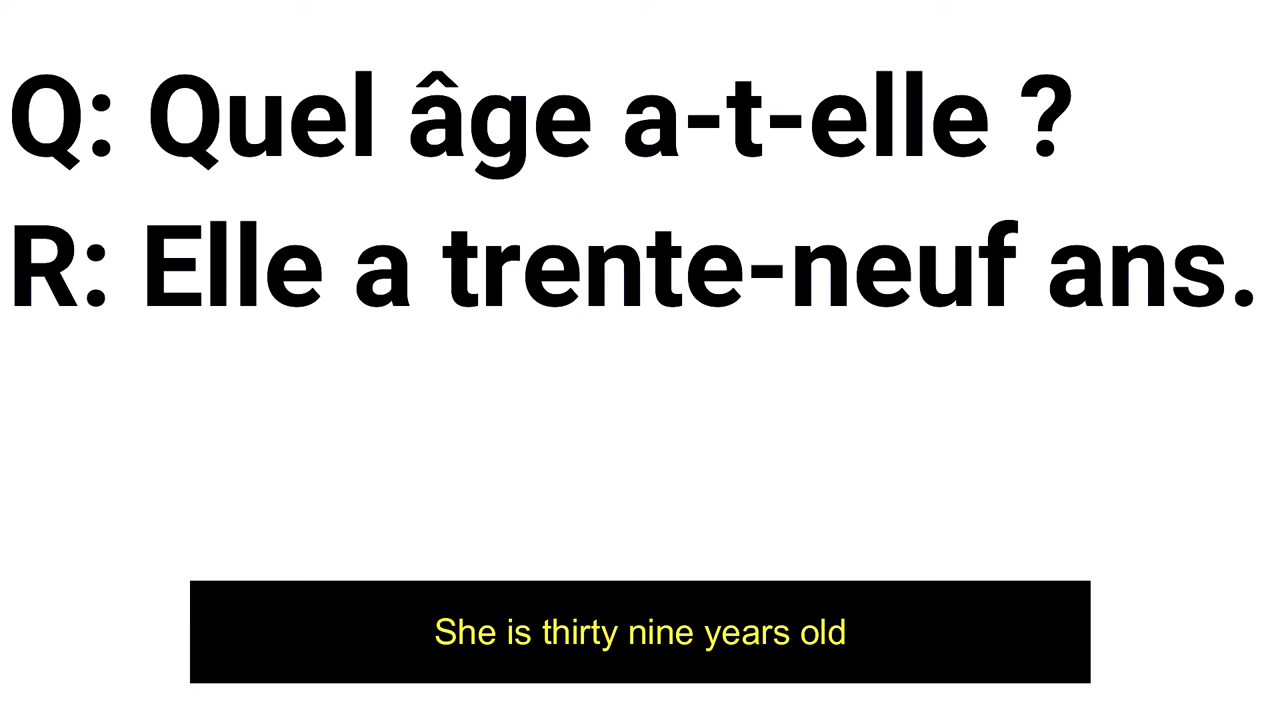 Q: Quel âge a-t-elle ?
R: Elle a trente-neuf ans.
She is thirty nine years old